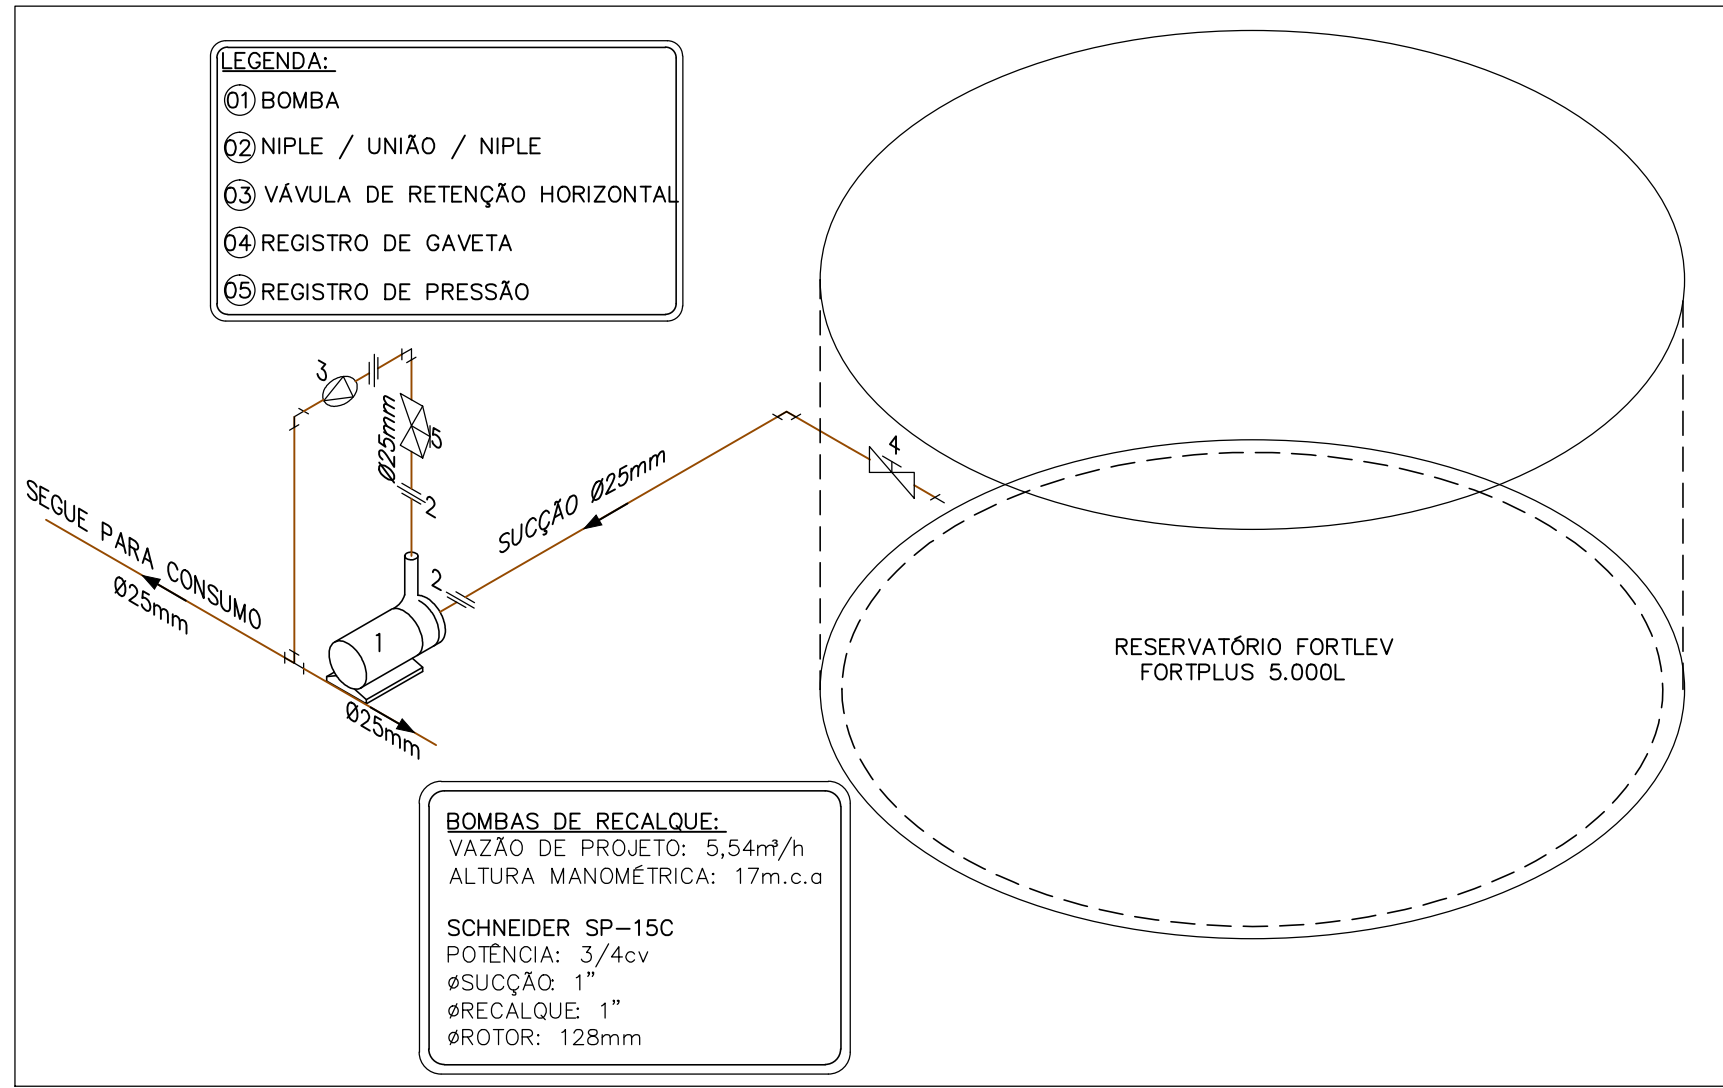 LEGENDA:
01 BOMBA
02 NIPLE / UNIÃO / NIPLE
03 VÁVULA DE RETENÇÃO HORIZONTAL
04 REGISTRO DE GAVETA
05 REGISTRO DE PRESSÃO
3
Ø25mm
5
2
4
SUCÇÃO Ø25mm
SEGUE PARA CONSUMO
Ø25mm
2
1
Ø25mm
RESERVATÓRIO FORTLEV
FORTPLUS 5.000L
BOMBAS DE RECALQUE:
VAZÃO DE PROJETO: 5,54m³/h
ALTURA MANOMÉTRICA: 17m.c.a
SCHNEIDER SP-15C
POTÊNCIA: 3/4cv
øSUCÇÃO: 1"
øRECALQUE: 1"
øROTOR: 128mm